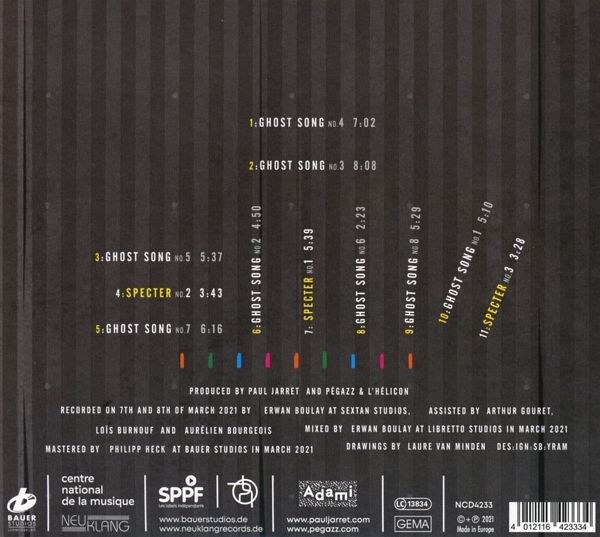 1:GHOST SONG NO.4 7:02
2:GHOST SONG NO.3 8:08
3:GHOST SONG NO.5 5:37
4:SPECTER NO.2 3:43
5:GHOST SONG NO.7 6:16
6:GHOST SONG NO.2 4:50
7: SPECTER NO.1 5:39
8:GHOST SONG NO.6 2:23
9:GHOST SONG NO.8 5:29
10:GHOST SONG NO.1 5:10
11:SPECTER NO.3 3:28
PRODUCED BY PAUL JARRET AND PÉGAZZ & L'HÉLICON
RECORDED ON 7TH AND 8TH OF MARCH 2021 BY ERWAN BOULAY AT SEXTAN STUDIOS, ASSISTED BY ARTHUR GOURET,
LOÏS BURNOUF AND AURÉLIEN BOURGEOIS MIXED BY ERWAN BOULAY AT LIBRETTO STUDIOS IN MARCH 2021
MASTERED BY PHILIPP HECK AT BAUER STUDIOS IN MARCH 2021 DRAWINGS BY LAURE VAN MINDEN DES:IGN:SB:YRAM
BAUER
STUDIOS
centre
national
de la musique
NEUKLANG
SPPF
Les labels indépendants
www.bauerstudios.de
www.neuklangrecords.de
Adami
www.pauljarret.com
www.pegazz.com
LC 13834
GEMA
NCD4233
© + ℗ 2021
Made in Europe
4 012116 423334